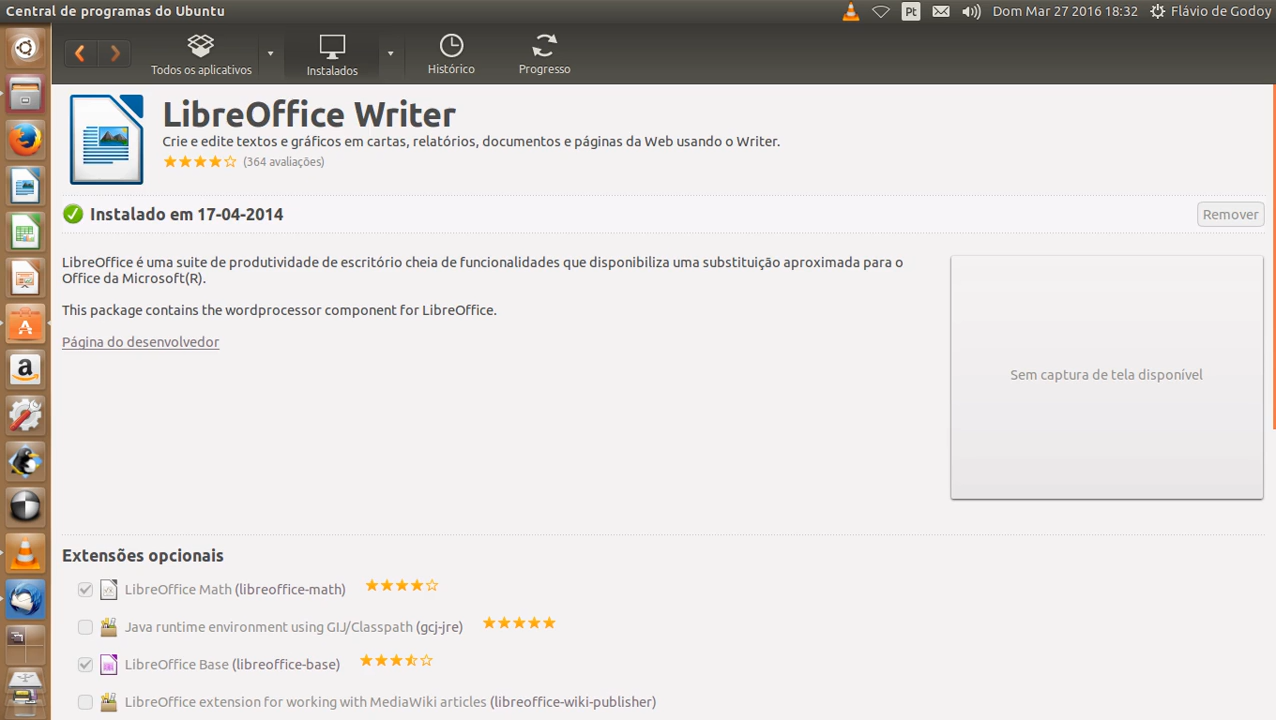 Central de programas do Ubuntu
Pt
Dom Mar 27 2016 18:32
Flávio de Godoy
Todos os aplicativos
Instalados
Histórico
Progresso
LibreOffice Writer
Crie e edite textos e gráficos em cartas, relatórios, documentos e páginas da Web usando o Writer.
(364 avaliações)
Instalado em 17-04-2014
Remover
LibreOffice é uma suite de produtividade de escritório cheia de funcionalidades que disponibiliza uma substituição aproximada para o
Office da Microsoft(R).
This package contains the wordprocessor component for LibreOffice.
Página do desenvolvedor
Sem captura de tela disponível
Extensões opcionais
LibreOffice Math (libreoffice-math)
Java runtime environment using GIJ/Classpath (gcj-jre)
LibreOffice Base (libreoffice-base)
LibreOffice extension for working with MediaWiki articles (libreoffice-wiki-publisher)